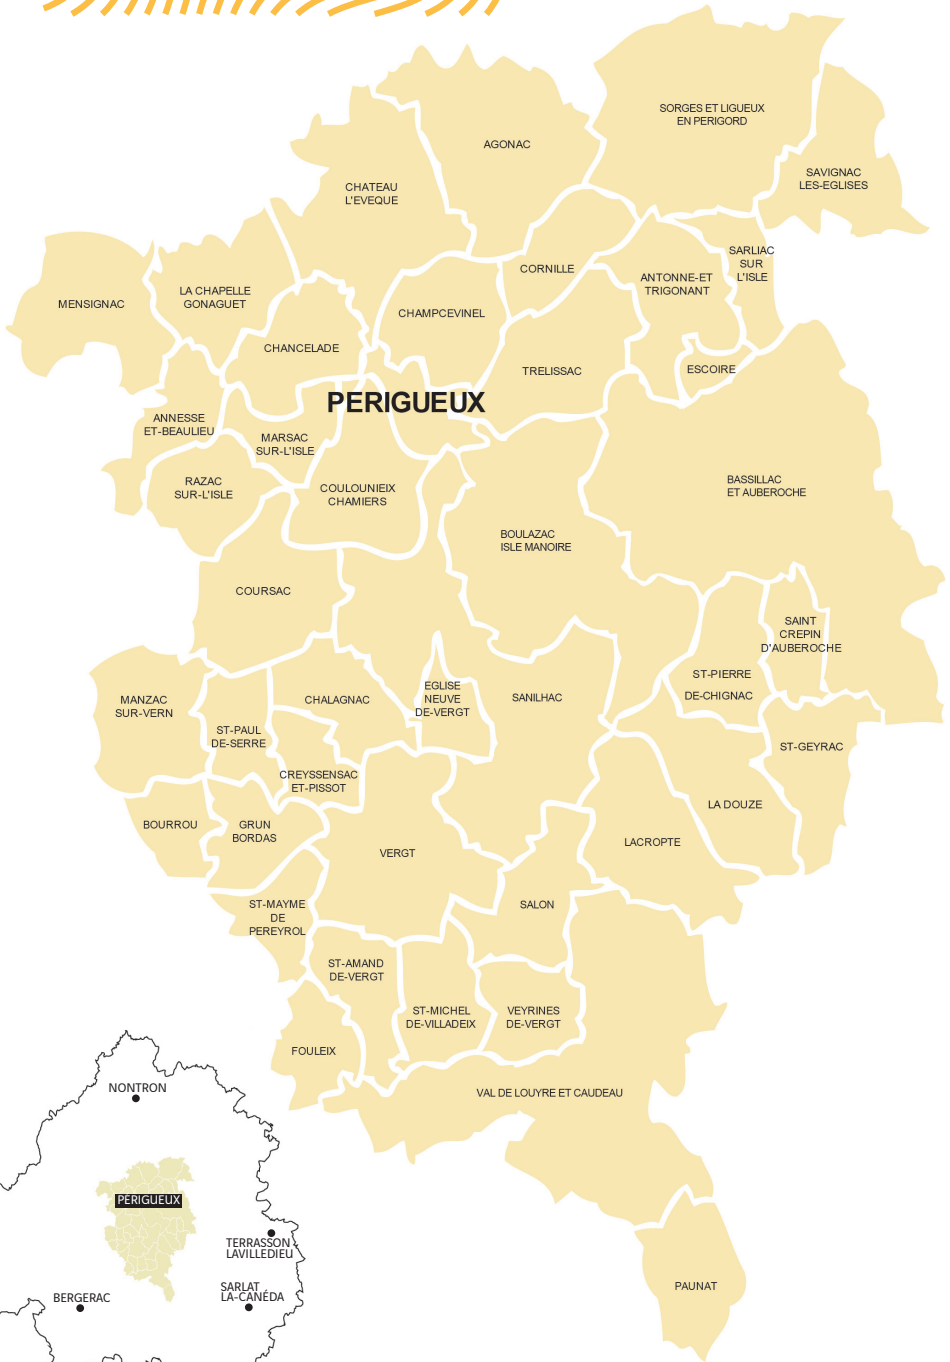 SORGES ET LIGUEUX
EN PERIGORD
AGONAC
SAVIGNAC
LES-EGLISES
CHATEAU
L'EVEQUE
SARLIAC
SUR
L'ISLE
CORNILLE
ANTONNE-ET
TRIGONANT
LA CHAPELLE
GONAGUET
MENSIGNAC
CHAMPCEVINEL
CHANCELADE
TRELISSAC
ESCOIRE
PERIGUEUX
ANNESSE
ET-BEAULIEU
MARSAC
SUR-L'ISLE
RAZAC
SUR-L'ISLE
COULOUNIEIX
CHAMIERS
BASSILLAC
ET AUBEROCHE
BOULAZAC
ISLE MANOIRE
COURSAC
SAINT
CREPIN
D'AUBEROCHE
ST-PIERRE
DE-CHIGNAC
MANZAC
SUR-VERN
CHALAGNAC
EGLISE
NEUVE
DE-VERGT
SANILHAC
ST-PAUL
DE-SERRE
ST-GEYRAC
CREYSSENSAC
ET-PISSOT
LA DOUZE
BOURROU
GRUN
BORDAS
LACROPTE
VERGT
ST-MAYME
DE
PEREYROL
SALON
ST-AMAND
DE-VERGT
ST-MICHEL
DE-VILLADEIX
VEYRINES
DE-VERGT
FOULEIX
VAL DE LOUYRE ET CAUDEAU
PAUNAT
NONTRON
PÉRIGUEUX
TERRASSON
LAVILLEDIEU
SARLAT
LA-CANÉDA
BERGERAC